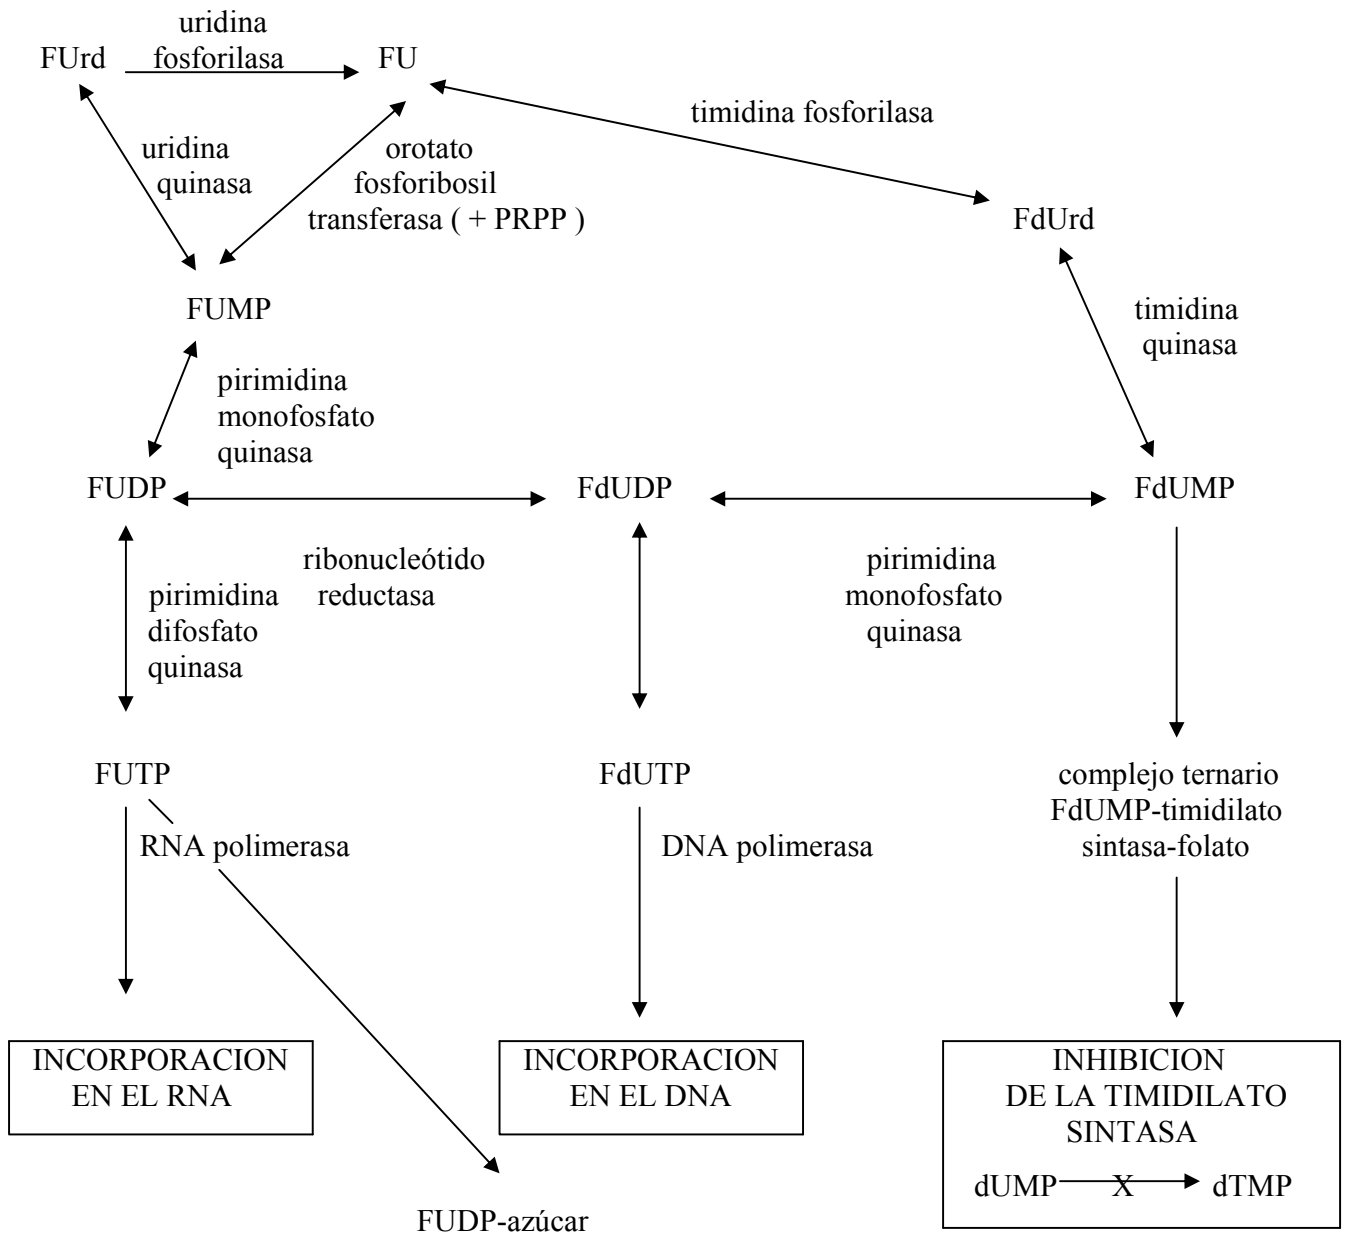 uridina
fosforilasa
FUrd
FU
timidina fosforilasa
uridina
quinasa
orotato
fosforibosil
transferasa ( + PRPP )
FdUrd
FUMP
timidina
quinasa
pirimidina
monofosfato
quinasa
FUDP
FdUDP
FdUMP
ribonucleótido
reductasa
pirimidina
monofosfato
quinasa
pirimidina
difosfato
quinasa
FUTP
FdUTP
complejo ternario
FdUMP-timidilato
sintasa-folato
RNA polimerasa
DNA polimerasa
INCORPORACION
EN EL RNA
INCORPORACION
EN EL DNA
INHIBICION
DE LA TIMIDILATO
SINTASA
dUMP X dTMP
FUDP-azúcar